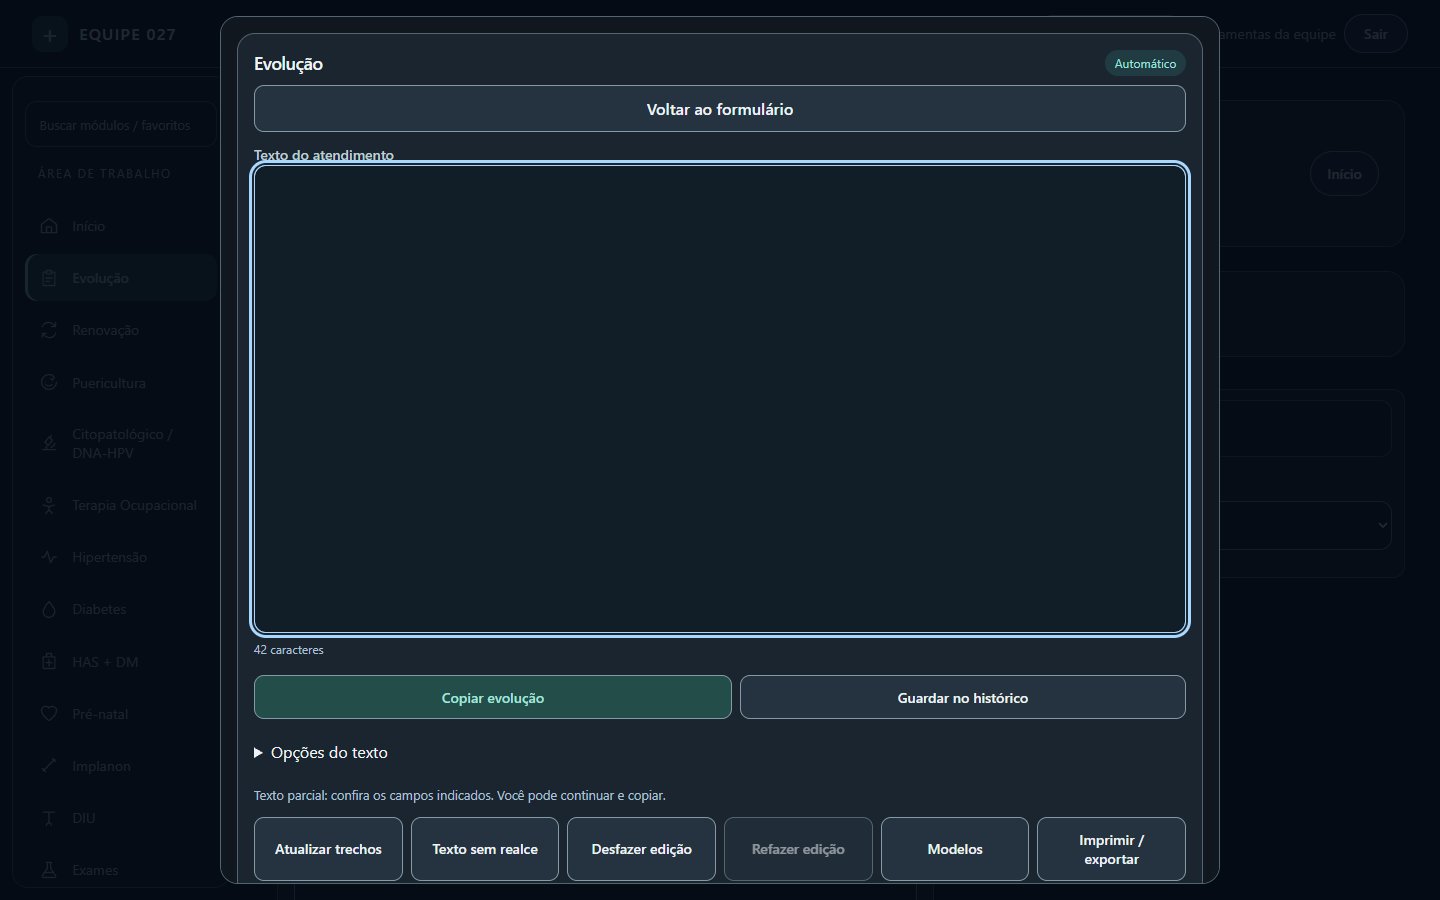 EQUIPE 027
amentas da equipe
Sair
Buscar módulos / favoritos
ÁREA DE TRABALHO
Início
Evolução
Renovação
Puericultura
Citopatológico /
DNA-HPV
Terapia Ocupacional
Hipertensão
Diabetes
HAS + DM
Pré-natal
Implanon
DIU
Exames
Evolução
Automático
Voltar ao formulário
Texto do atendimento
42 caracteres
Copiar evolução
Guardar no histórico
Opções do texto
Texto parcial: confira os campos indicados. Você pode continuar e copiar.
Atualizar trechos
Texto sem realce
Desfazer edição
Refazer edição
Modelos
Imprimir /
exportar
Início